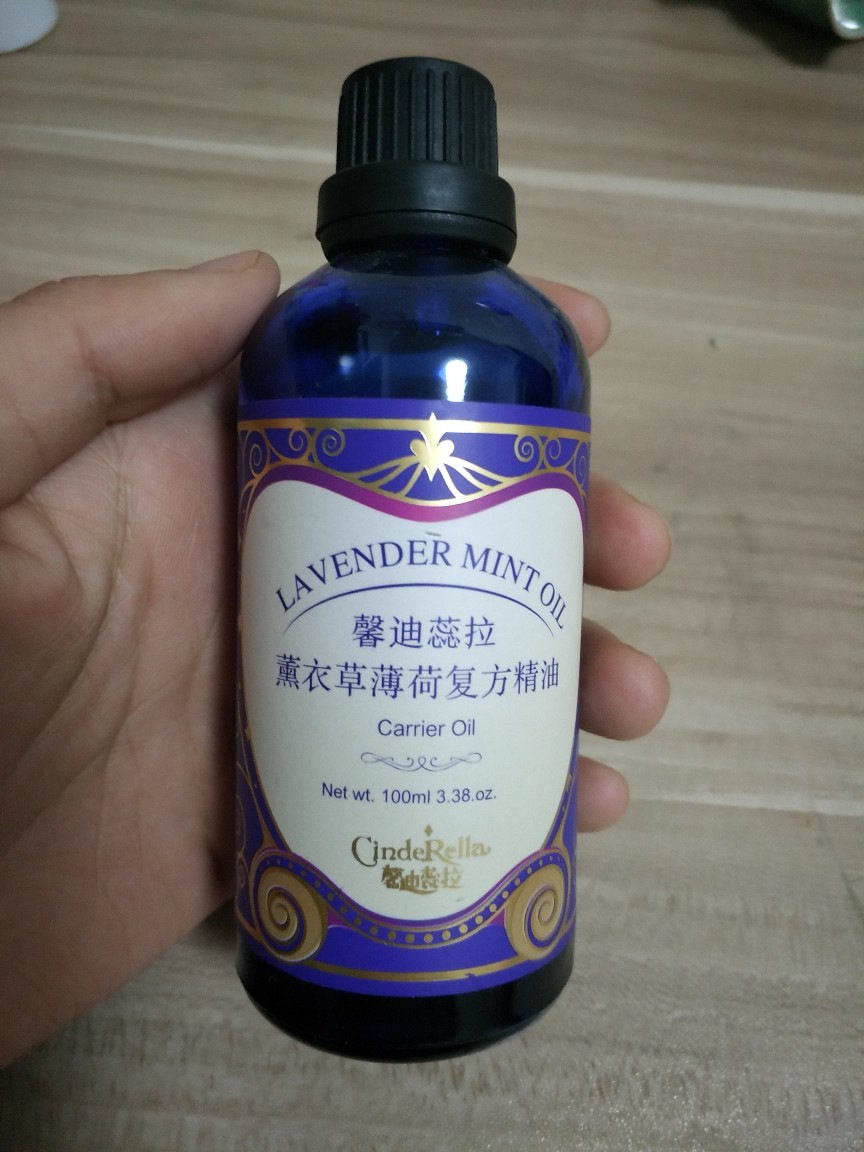 LAVENDER MINT OIL
馨迪蕊拉
薰衣草薄荷复方精油
Carrier Oil
Net wt. 100ml 3.38.oz.
CindeRella
馨迪蕊拉